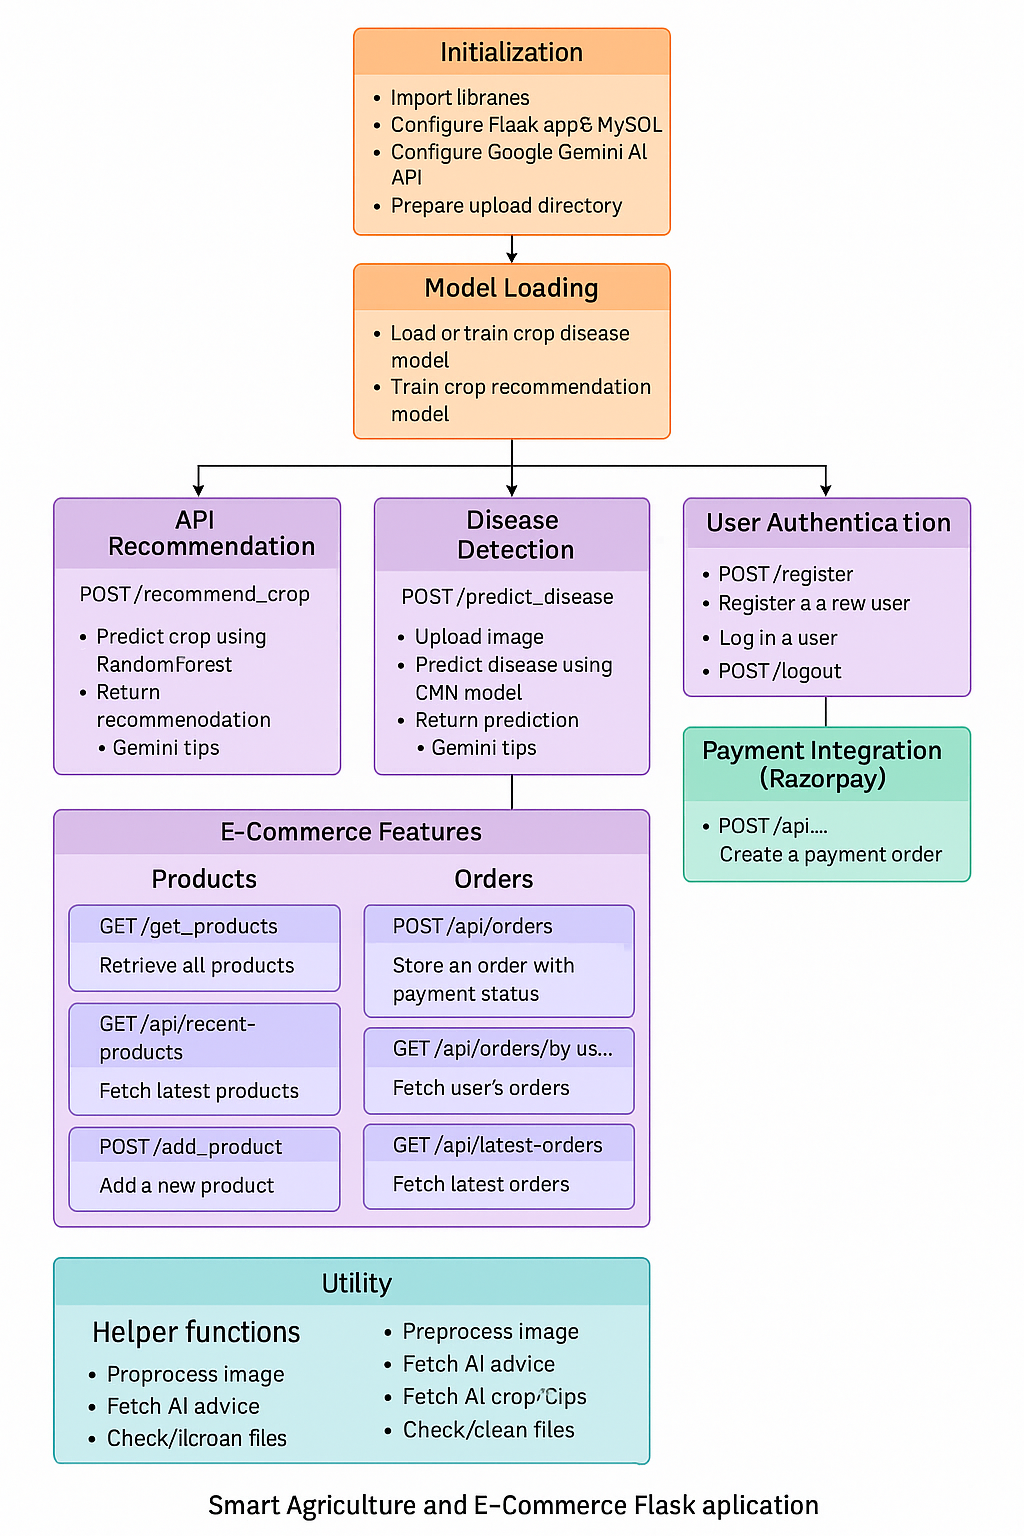 Initialization
• Import libranes
• Configure Flaak app& MySOL
• Configure Google Gemini Al
API
• Prepare upload directory
Model Loading
• Load or train crop disease
model
• Train crop recommendation
model
API
Recommendation
POST /recommend_crop
• Predict crop using
RandomForest
• Return
recommenodation
• Gemini tips
Disease
Detection
POST /predict_disease
• Upload image
• Predict disease using
CMN model
• Return prediction
• Gemini tips
User Authentication
• POST /register
• Register a a rew user
• Log in a user
• POST /logout
Payment Integration
(Razorpay)
• POST /api....
Create a payment order
E-Commerce Features
Products
GET /get_products
Retrieve all products
GET /api/recent-
products
Fetch latest products
POST /add_product
Add a new product
Orders
POST /api/orders
Store an order with
payment status
GET /api/orders/by us...
Fetch user's orders
GET /api/latest-orders
Fetch latest orders
Utility
Helper functions
• Proprocess image
• Fetch AI advice
• Check/ilcroan files
• Preprocess image
• Fetch AI advice
• Fetch Al crop
• Check/clean files
Smart Agriculture and E-Commerce Flask aplication